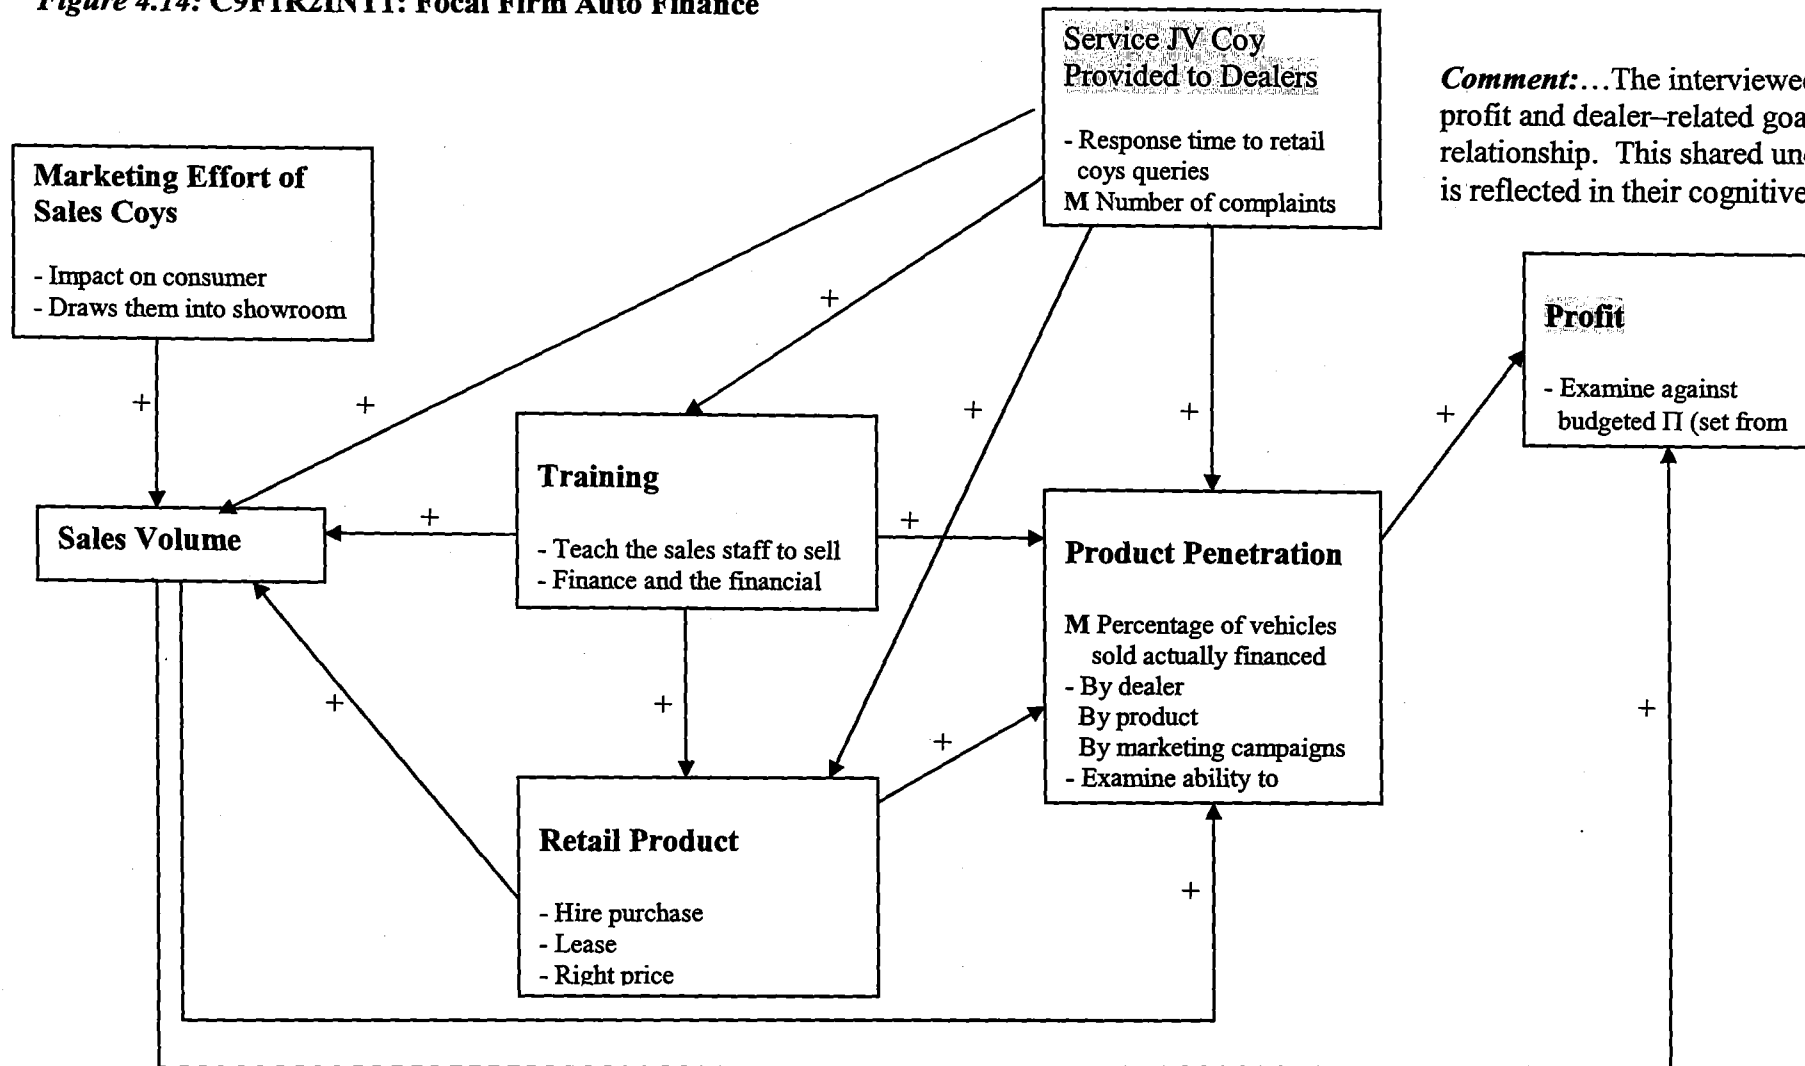 Figure 4.14: C9F1R2INT1: Focal Firm Auto Finance
Service JV Coy
Provided to Dealers
- Response time to retail
coys queries
M Number of complaints
Comment:…The interviewee
profit and dealer–related goa
relationship. This shared un
is reflected in their cognitive
Marketing Effort of
Sales Coys
- Impact on consumer
- Draws them into showroom
Profit
- Examine against
budgeted Π (set from
+
+
+
+
+
+
Sales Volume
+
+
Training
- Teach the sales staff to sell
- Finance and the financial
Product Penetration
M Percentage of vehicles
sold actually financed
- By dealer
By product
By marketing campaigns
- Examine ability to
+
+
+
+
Retail Product
- Hire purchase
- Lease
- Right price
+